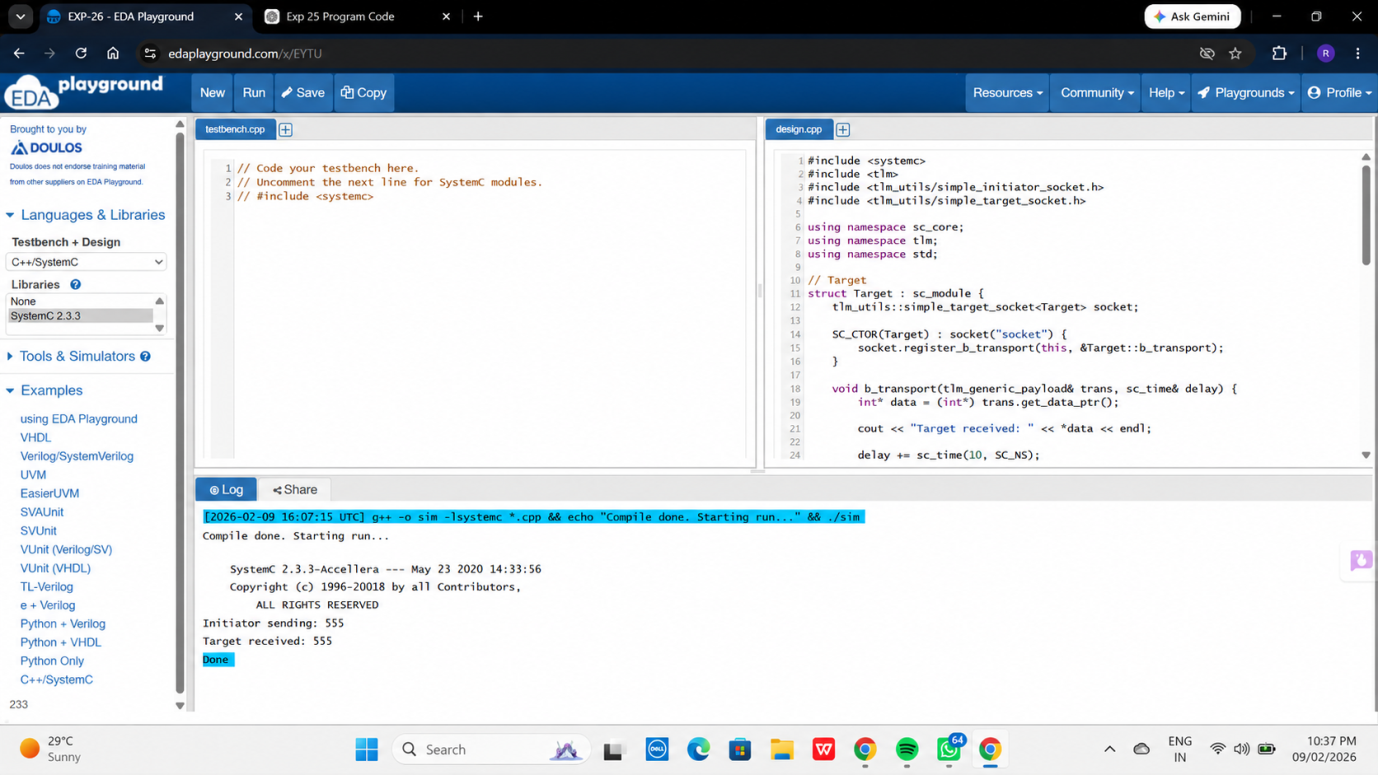 EXP-26 - EDA Playground
Exp 25 Program Code
Ask Gemini
edaplayground.com/x/EYTU
R
EDA playground
New
Run
Save
Copy
Resources
Community
Help
Playgrounds
Profile
Brought to you by
DOULOS
Doulos does not endorse training material
from other suppliers on EDA Playground.
Languages & Libraries
Testbench + Design
C++/SystemC
Libraries
None
SystemC 2.3.3
Tools & Simulators
Examples
using EDA Playground
VHDL
Verilog/SystemVerilog
UVM
EasierUVM
SVAUnit
SVUnit
VUnit (Verilog/SV)
VUnit (VHDL)
TL-Verilog
e + Verilog
Python + Verilog
Python + VHDL
Python Only
C++/SystemC
233
testbench.cpp
1 // Code your testbench here.
2 // Uncomment the next line for SystemC modules.
3 // #include <systemc>
design.cpp
1 #include <systemc>
2 #include <tlm>
3 #include <tlm_utils/simple_initiator_socket.h>
4 #include <tlm_utils/simple_target_socket.h>
5
6 using namespace sc_core;
7 using namespace tlm;
8 using namespace std;
9
10 // Target
11 struct Target : sc_module {
12 tlm_utils::simple_target_socket<Target> socket;
13
14 SC_CTOR(Target) : socket("socket") {
15 socket.register_b_transport(this, &Target::b_transport);
16 }
17
18 void b_transport(tlm_generic_payload& trans, sc_time& delay) {
19 int* data = (int*) trans.get_data_ptr();
20
21 cout << "Target received: " << *data << endl;
22
24 delay += sc_time(10, SC_NS);
Log
Share
[2026-02-09 16:07:15 UTC] g++ -o sim -lsystemc *.cpp && echo "Compile done. Starting run..." && ./sim
Compile done. Starting run...
SystemC 2.3.3-Accellera --- May 23 2020 14:33:56
Copyright (c) 1996-20018 by all Contributors,
ALL RIGHTS RESERVED
Initiator sending: 555
Target received: 555
Done
29°C
Sunny
Search
DELL
W
64
ENG
IN
10:37 PM
09/02/2026